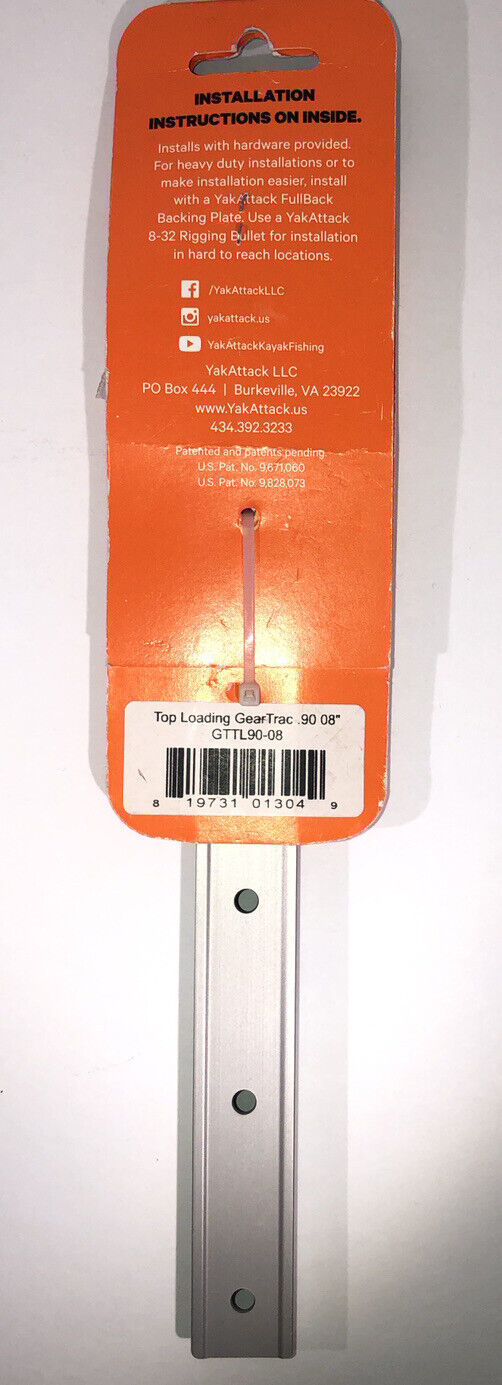 INSTALLATION
INSTRUCTIONS ON INSIDE.
Installs with hardware provided.
For heavy duty installations or to
make installation easier, install
with a YakAttack FullBack
Backing Plate. Use a YakAttack
8-32 Rigging Bullet for installation
in hard to reach locations.
/YakAttackLLC
yakattack.us
YakAttackKayakFishing
YakAttack LLC
PO Box 444 | Burkeville, VA 23922
www.YakAttack.us
434.392.3233
Patented and patents pending.
U.S. Pat. No. 9,671,060
U.S. Pat. No. 9,828,073
Top Loading GearTrac .90 08"
GTTL90-08
8 19731 01304 9